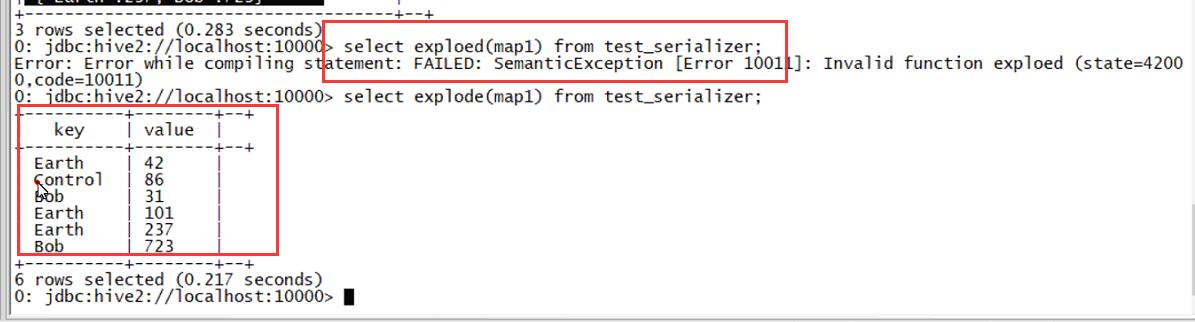 3 rows selected (0.283 seconds)
0: jdbc:hive2://localhost:10000> select exploed(map1) from test_serializer;
Error: Error while compiling statement: FAILED: SemanticException [Error 10011]: Invalid function exploed (state=4200
0,code=10011)
0: jdbc:hive2://localhost:10000> select explode(map1) from test_serializer;
+----------+--------+--+
| key | value |
+----------+--------+--+
| Earth | 42 |
| Control | 86 |
| Bob | 31 |
| Earth | 101 |
| Earth | 237 |
| Bob | 723 |
+----------+--------+--+
6 rows selected (0.217 seconds)
0: jdbc:hive2://localhost:10000>